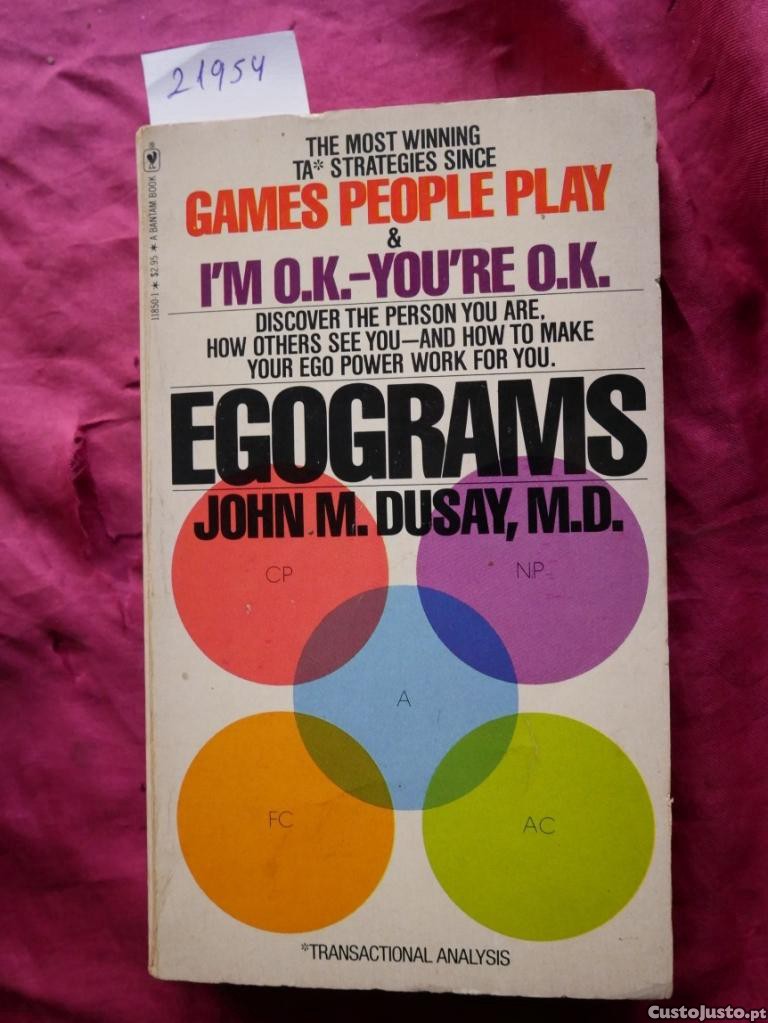 21954
11850-1 * $2.95 * A BANTAM BOOK
THE MOST WINNING
TA* STRATEGIES SINCE
GAMES PEOPLE PLAY
&
I'M O.K.–YOU'RE O.K.
DISCOVER THE PERSON YOU ARE,
HOW OTHERS SEE YOU—AND HOW TO MAKE
YOUR EGO POWER WORK FOR YOU.
EGOGRAMS
JOHN M. DUSAY, M.D.
CP
NP
A
FC
AC
*TRANSACTIONAL ANALYSIS
CustoJusto.pt